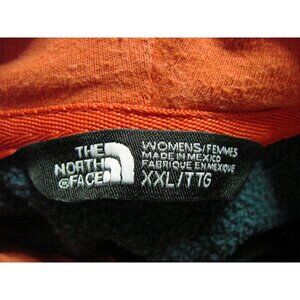 THE
NORTH
®FACE
WOMENS/FEMMES
MADE IN MEXICO
FABRIQUE EN MEXIQUE
XXL/TTG